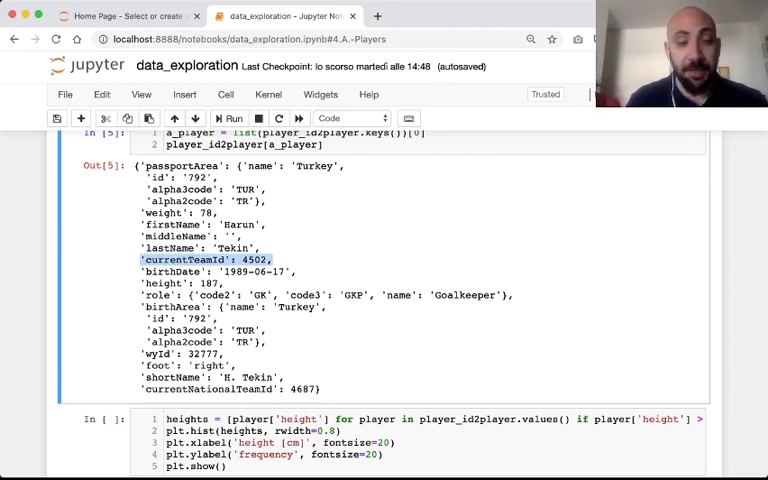 Home Page - Select or create
data_exploration - Jupyter Not
localhost:8888/notebooks/data_exploration.ipynb#4.A.-Players
jupyter data_exploration Last Checkpoint: lo scorso martedì alle 14:48 (autosaved)
File Edit View Insert Cell Kernel Widgets Help Trusted
Run Code
In [5]: 1 a_player = list(player_id2player.keys())[0]
2 player_id2player[a_player]
Out[5]: {'passportArea': {'name': 'Turkey',
'id': '792',
'alpha3code': 'TUR',
'alpha2code': 'TR'},
'weight': 78,
'firstName': 'Harun',
'middleName': '',
'lastName': 'Tekin',
'currentTeamId': 4502,
'birthDate': '1989-06-17',
'height': 187,
'role': {'code2': 'GK', 'code3': 'GKP', 'name': 'Goalkeeper'},
'birthArea': {'name': 'Turkey',
'id': '792',
'alpha3code': 'TUR',
'alpha2code': 'TR'},
'wyId': 32777,
'foot': 'right',
'shortName': 'H. Tekin',
'currentNationalTeamId': 4687}
In [ ]: 1 heights = [player['height'] for player in player_id2player.values() if player['height'] >
2 plt.hist(heights, rwidth=0.8)
3 plt.xlabel('height [cm]', fontsize=20)
4 plt.ylabel('frequency', fontsize=20)
5 plt.show()